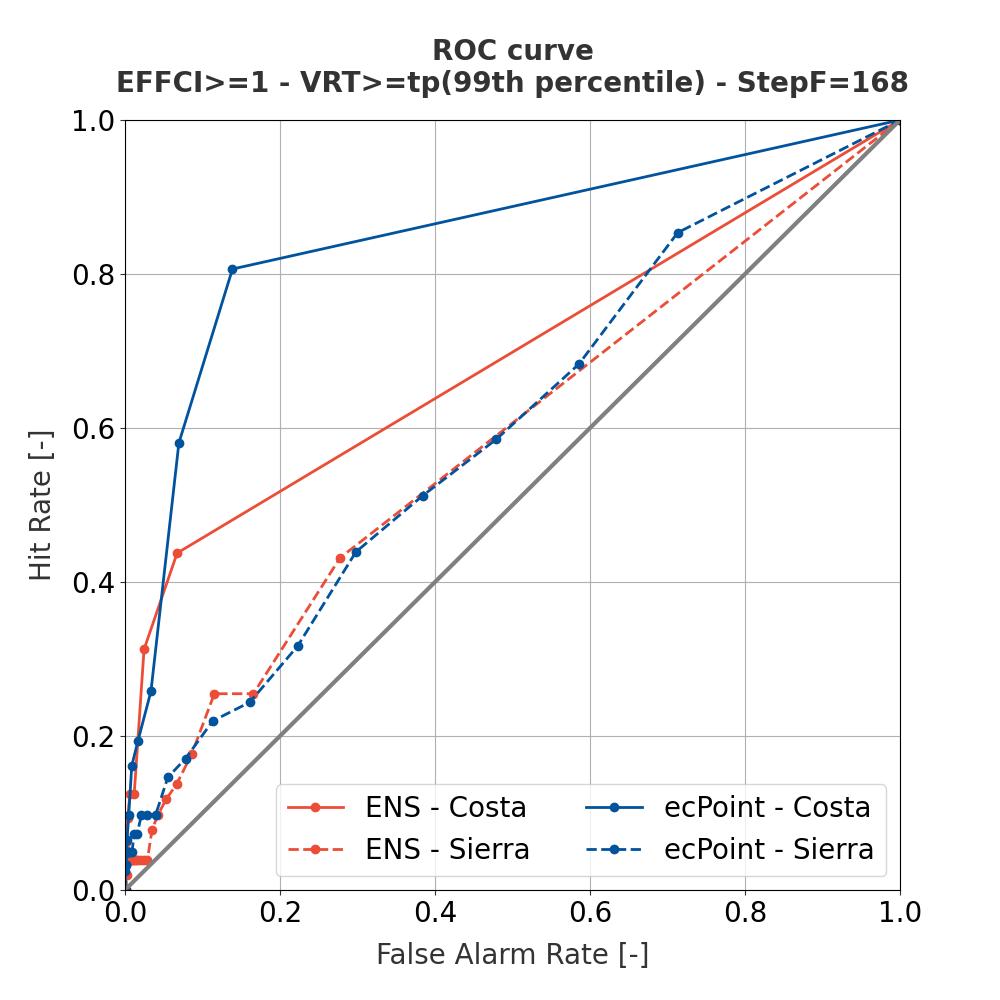 ROC curve
EFFCI>=1 - VRT>=tp(99th percentile) - StepF=168
1.0
0.8
0.6
0.4
0.2
0.0
Hit Rate [-]
0.0 0.2 0.4 0.6 0.8 1.0
False Alarm Rate [-]
ENS - Costa ecPoint - Costa
ENS - Sierra ecPoint - Sierra